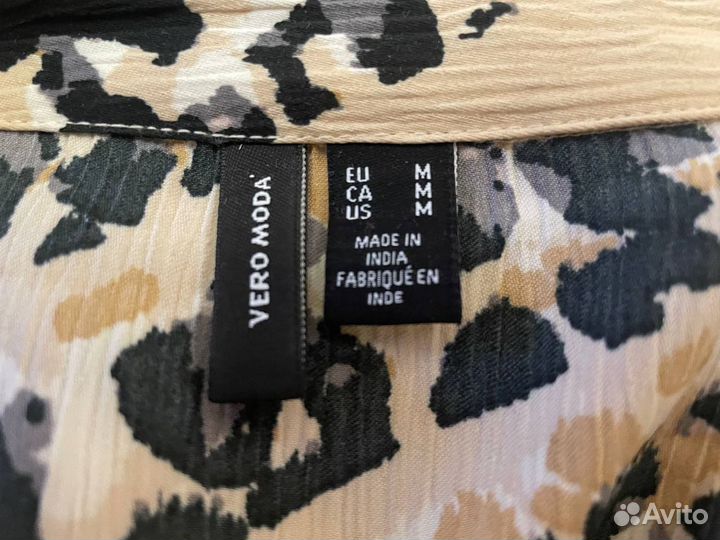 VERO MODA
EU M
CA M
US M
MADE IN
INDIA
FABRIQUÉ EN
INDE
Avito